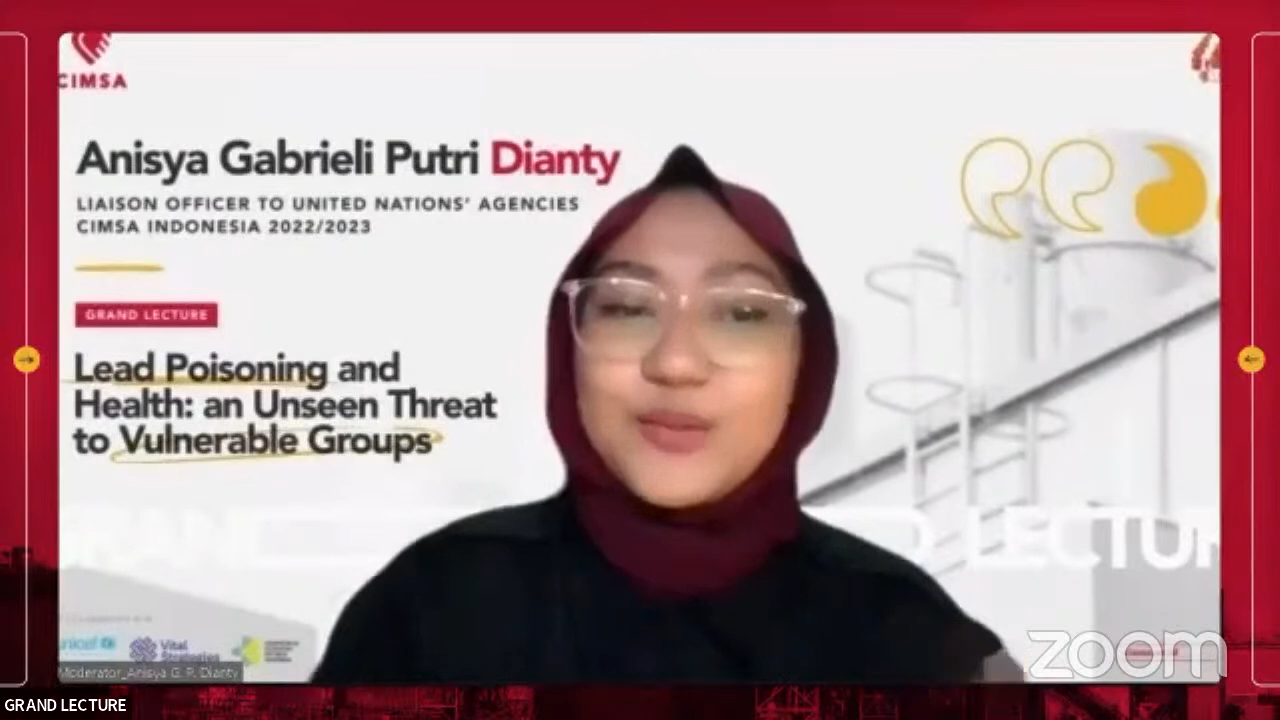 CIMSA
Anisya Gabrieli Putri Dianty
LIAISON OFFICER TO UNITED NATIONS' AGENCIES
CIMSA INDONESIA 2022/2023
GRAND LECTURE
Lead Poisoning and
Health: an Unseen Threat
to Vulnerable Groups
LECTUR
unicef
Vital
Strategies
Moderator_Anisya G. P. Dianty
zoom
GRAND LECTURE